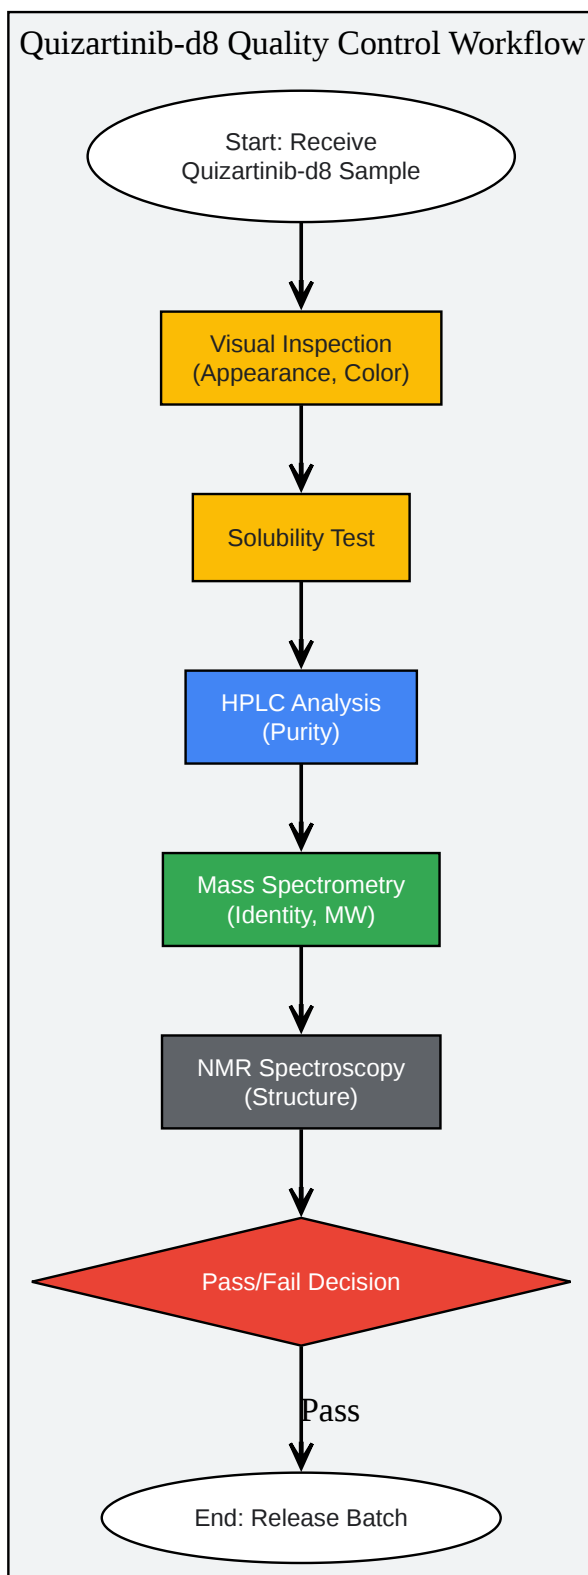 Quizartinib-d8 Quality Control Workflow
Start: Receive
Quizartinib-d8 Sample
Visual Inspection
(Appearance, Color)
Solubility Test
HPLC Analysis
(Purity)
Mass Spectrometry
(Identity, MW)
NMR Spectroscopy
(Structure)
Pass/Fail Decision
Pass
End: Release Batch